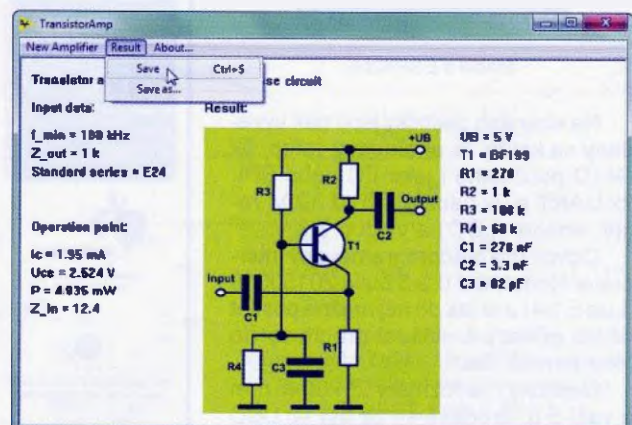 TransistorAmp
New Amplifier Result About...
Save Ctrl+S
Save as...
Transistor a se circuit
Input data:
f_min = 100 kHz
Z_out = 1 k
Standard series = E24
Operation point:
Ic = 1.95 mA
Uce = 2.624 V
P = 4.935 mW
Z_in = 12.4
Result:
+UB
R3
R2
Output
C2
T1
Input
C1
R4
C3
R1
UB = 5 V
T1 = BF199
R1 = 270
R2 = 1 k
R3 = 100 k
R4 = 68 k
C1 = 270 nF
C2 = 3.3 nF
C3 = 82 pF